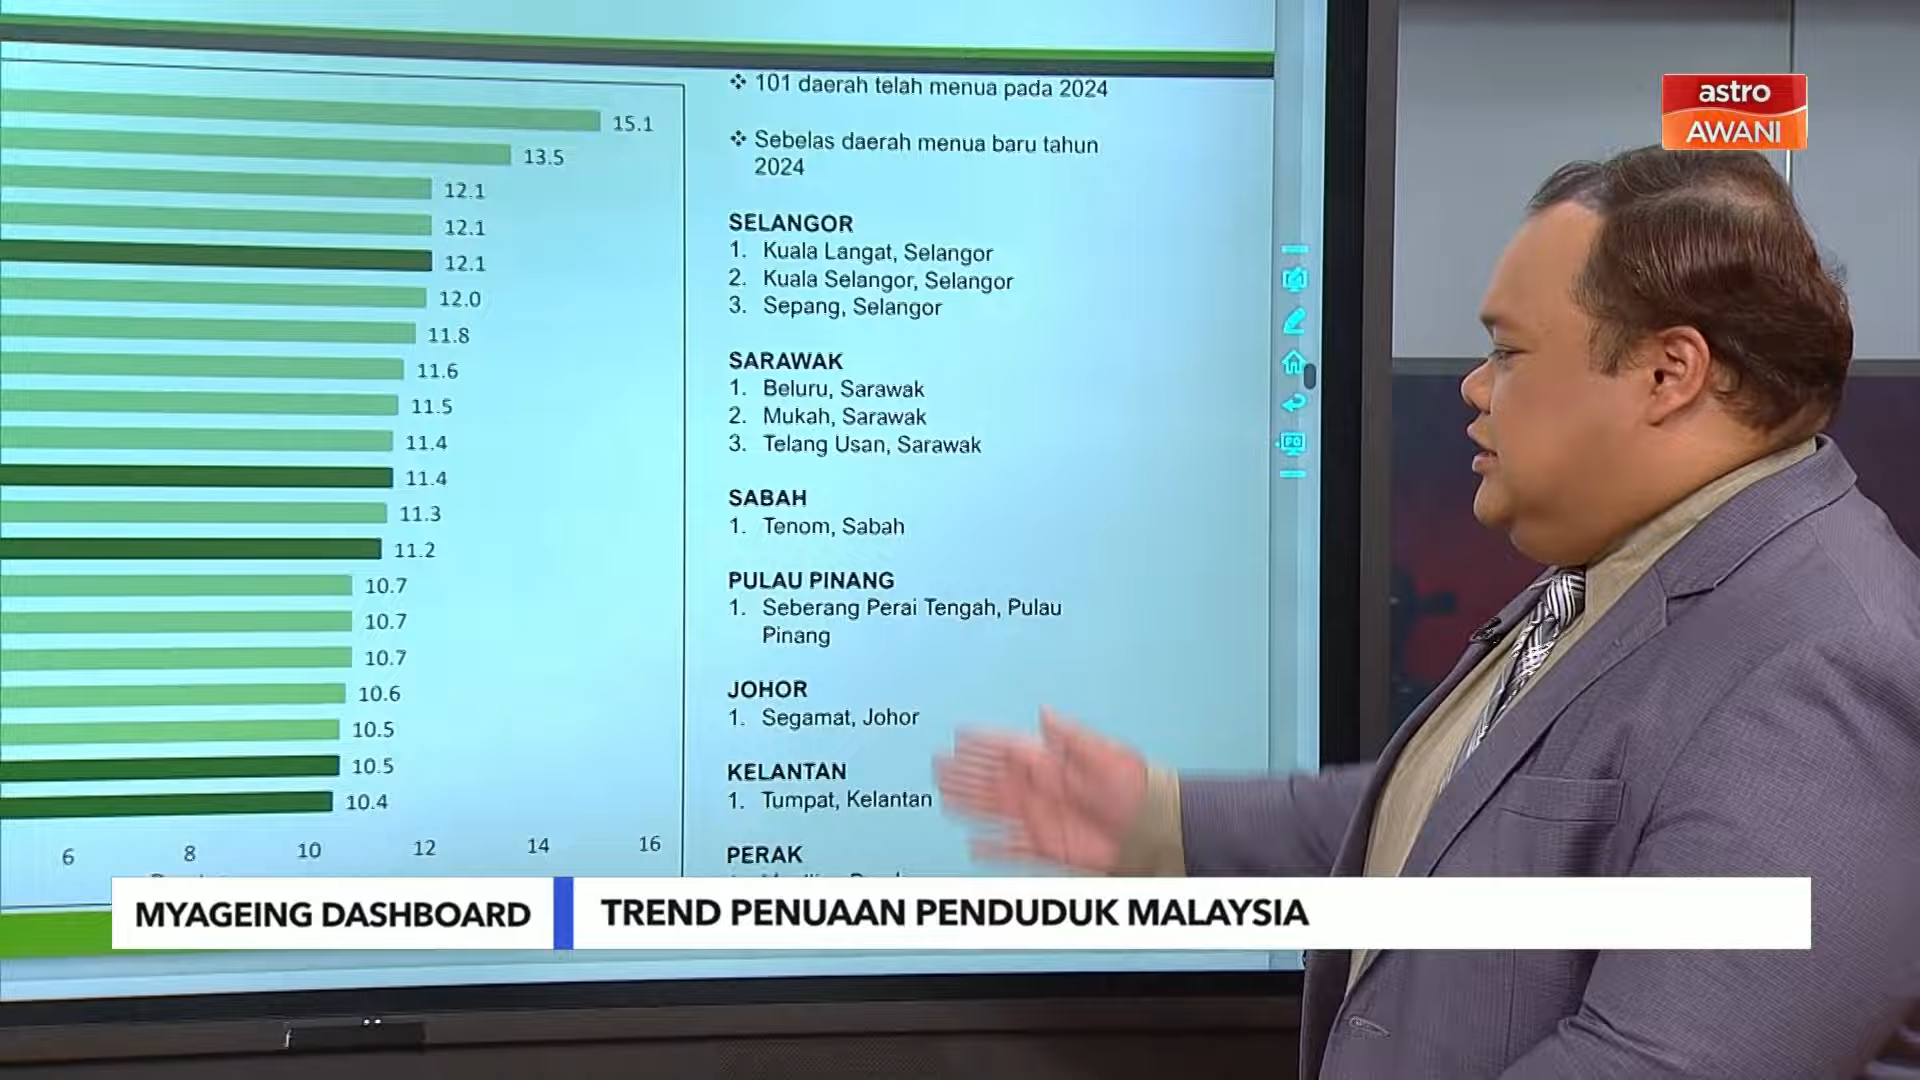 astro
AWANI
15.1
13.5
12.1
12.1
12.1
12.0
11.8
11.6
11.5
11.4
11.4
11.3
11.2
10.7
10.7
10.7
10.6
10.5
10.5
10.4
6 8 10 12 14 16
❖ 101 daerah telah menua pada 2024
❖ Sebelas daerah menua baru tahun
2024
SELANGOR
1. Kuala Langat, Selangor
2. Kuala Selangor, Selangor
3. Sepang, Selangor
SARAWAK
1. Beluru, Sarawak
2. Mukah, Sarawak
3. Telang Usan, Sarawak
SABAH
1. Tenom, Sabah
PULAU PINANG
1. Seberang Perai Tengah, Pulau
Pinang
JOHOR
1. Segamat, Johor
KELANTAN
1. Tumpat, Kelantan
PERAK
MYAGEING DASHBOARD
TREND PENUAAN PENDUDUK MALAYSIA